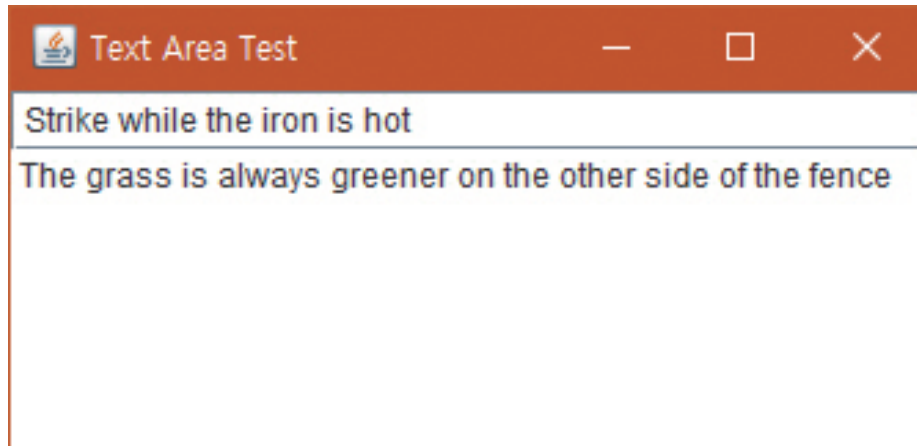 Text Area Test
Strike while the iron is hot
The grass is always greener on the other side of the fence